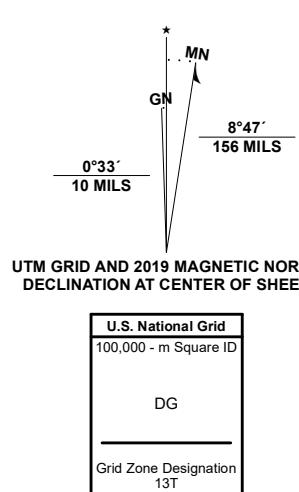 ★
MN
GN
8°47´
156 MILS
0°33´
10 MILS
UTM GRID AND 2019 MAGNETIC NOR
DECLINATION AT CENTER OF SHEE
U.S. National Grid
100,000 - m Square ID
DG
Grid Zone Designation
13T